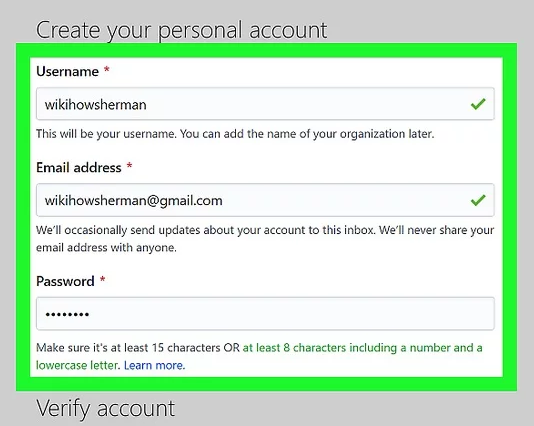 Create your personal account
Username *
wikihowsherman
This will be your username. You can add the name of your organization later.
Email address *
wikihowsherman@gmail.com
We'll occasionally send updates about your account to this inbox. We'll never share your
email address with anyone.
Password *
••••••••
Make sure it's at least 15 characters OR at least 8 characters including a number and a
lowercase letter. Learn more.
Verify account